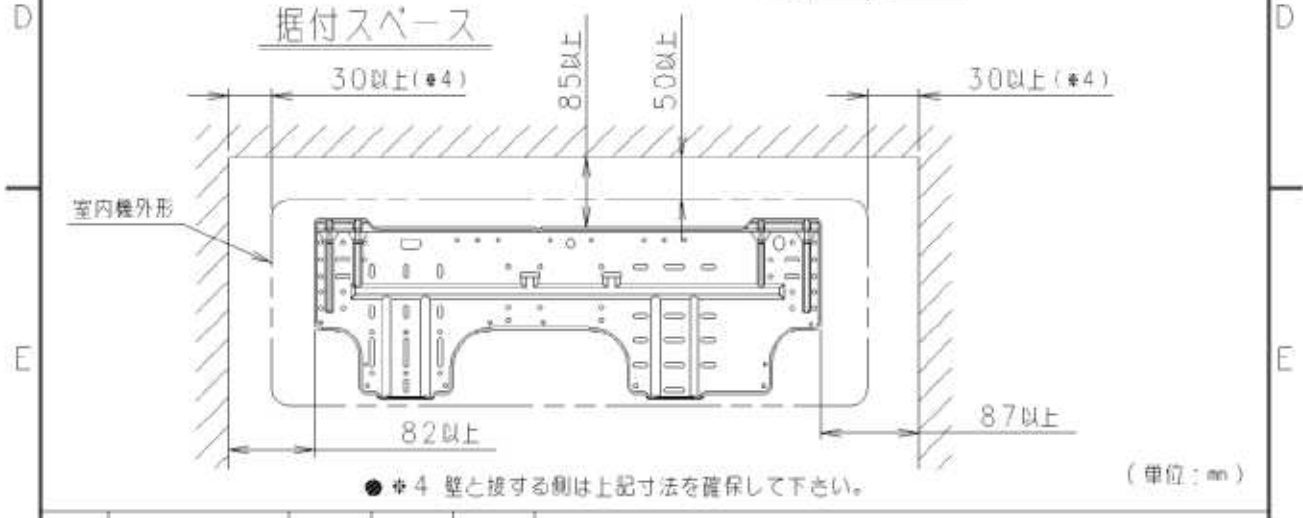 D
D
据付スペース
30以上(※4)
85以上
50以上
30以上(※4)
室内機外形
E
E
82以上
87以上
●※4 壁と接する側は上記寸法を確保して下さい。
(単位:mm)